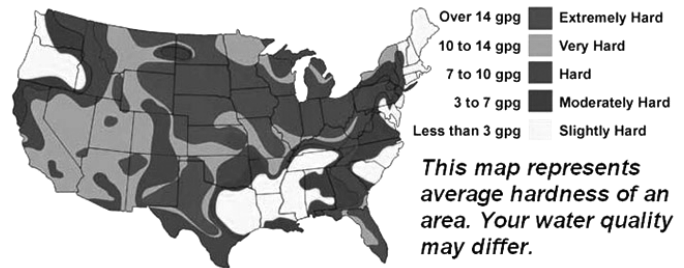 Over 14 gpg Extremely Hard
10 to 14 gpg Very Hard
7 to 10 gpg Hard
3 to 7 gpg Moderately Hard
Less than 3 gpg Slightly Hard
This map represents
average hardness of an
area. Your water quality
may differ.